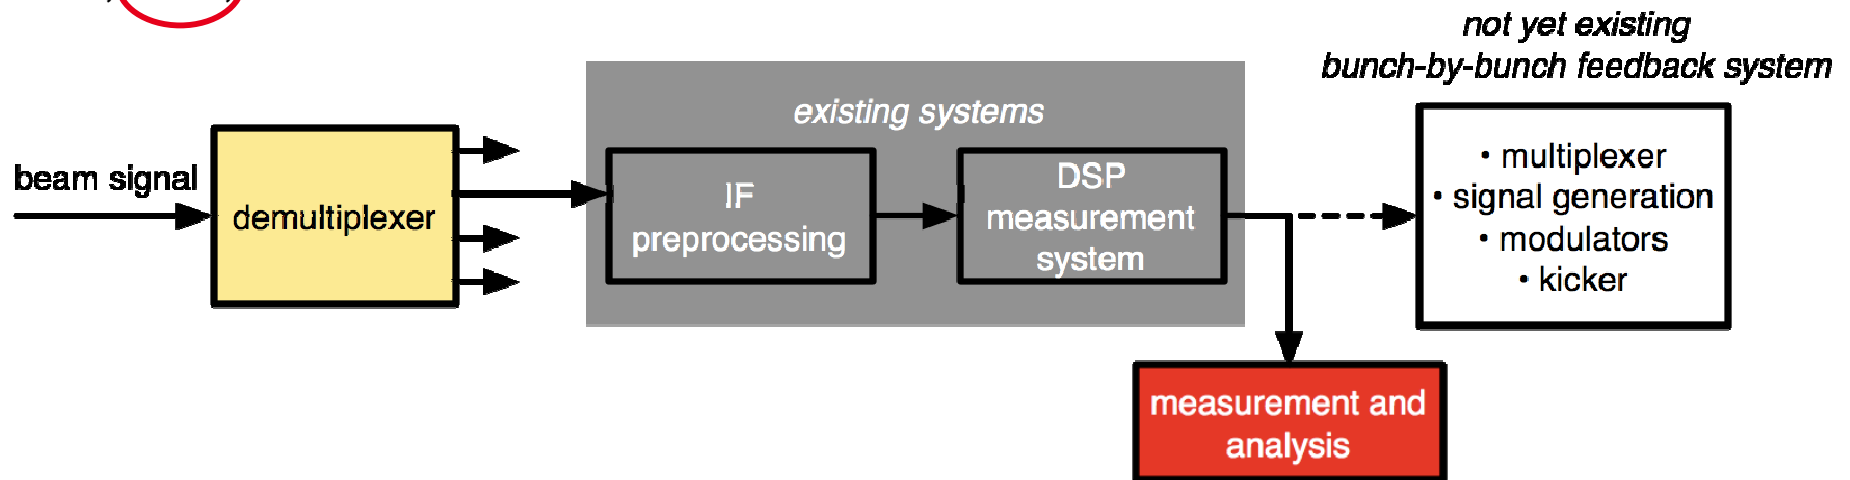 not yet existing
bunch-by-bunch feedback system
existing systems
beam signal
demultiplexer
IF
preprocessing
DSP
measurement
system
• multiplexer
• signal generation
• modulators
• kicker
measurement and
analysis